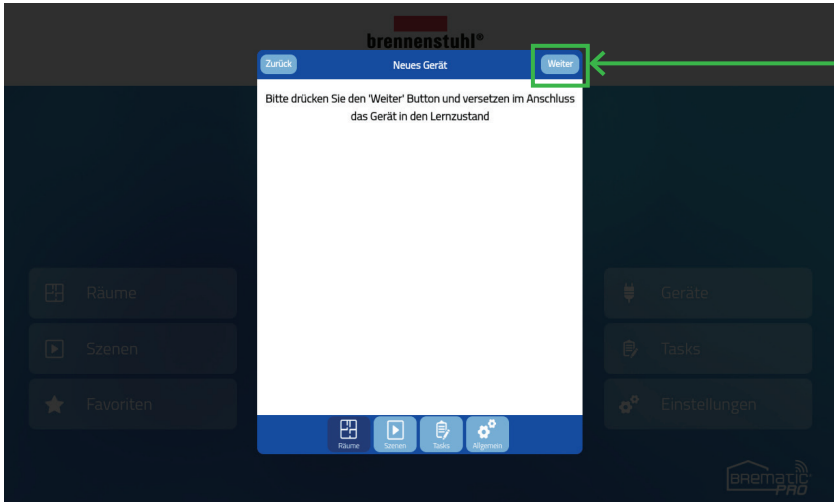 brennenstuhl®
Zurück
Neues Gerät
Weiter
Bitte drücken Sie den 'Weiter' Button und versetzen im Anschluss
das Gerät in den Lernzustand
Räume
Szenen
Favoriten
Geräte
Tasks
Einstellungen
Räume
Szenen
Tasks
Allgemein
BREMATIC
PRO